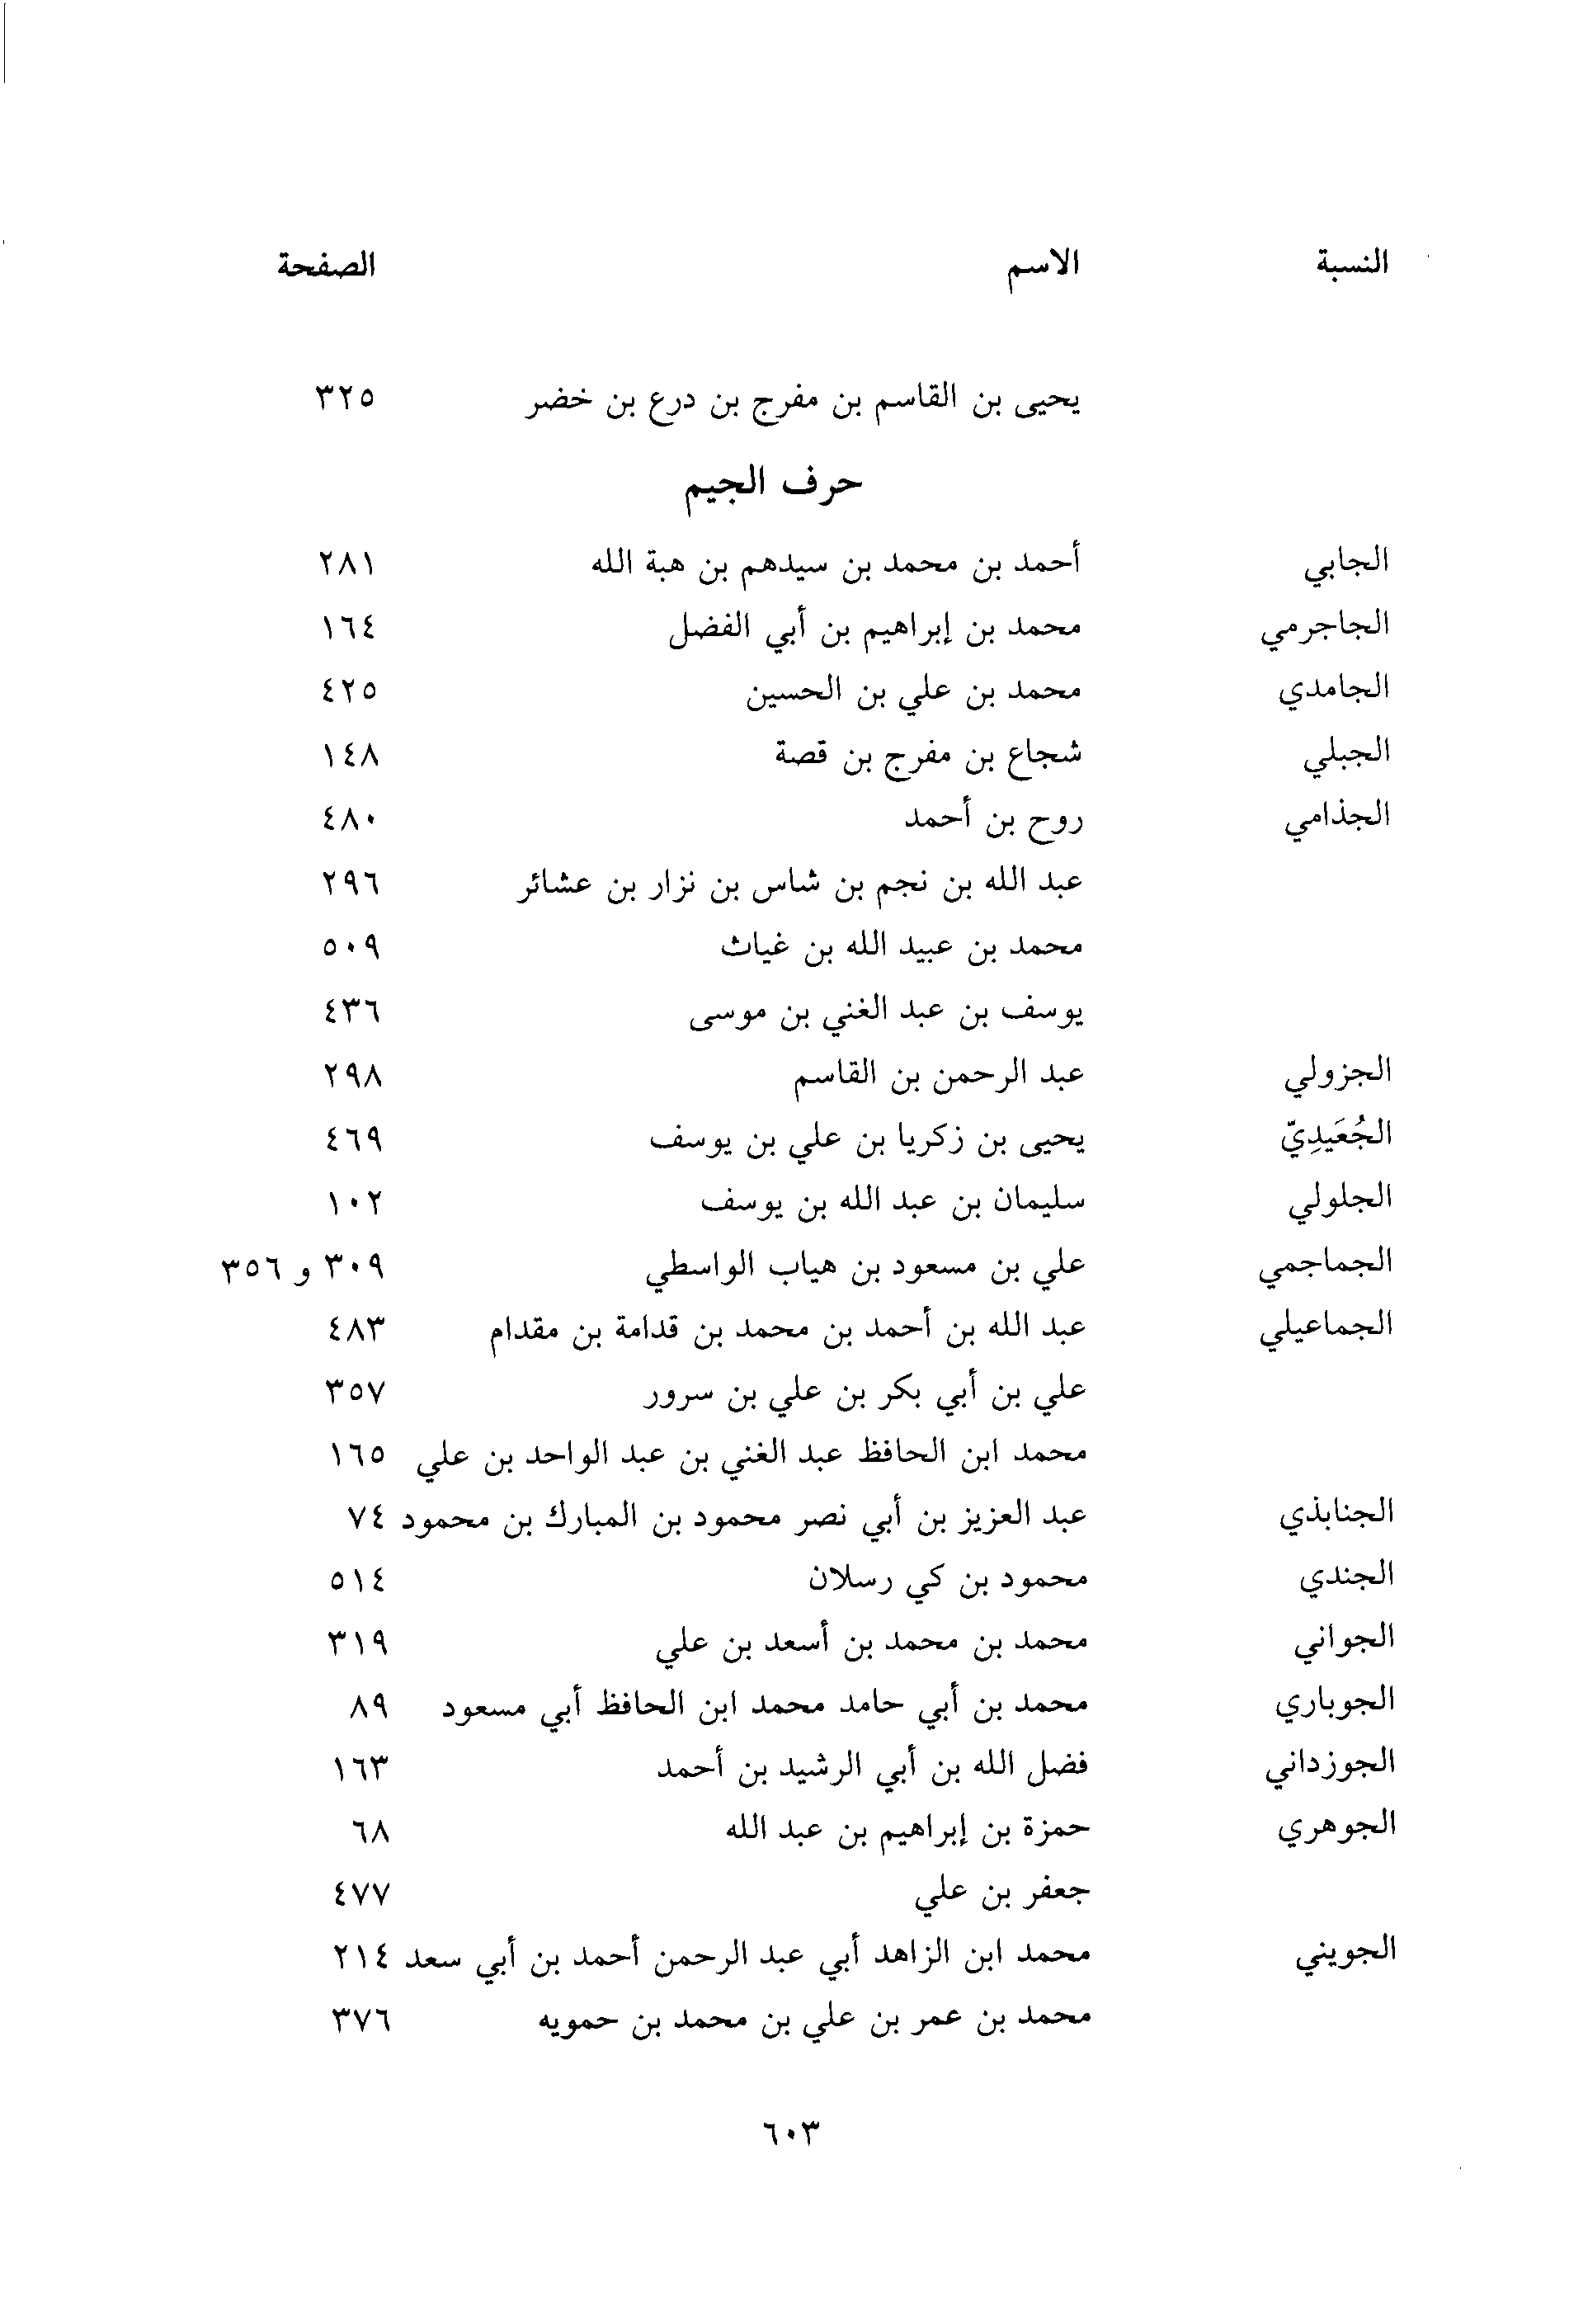 النسبة الاسم الصفحة
يحيى بن القاسم بن مفرج بن درع بن خضر ٣٢٥
حرف الجيم
الجابي أحمد بن محمد بن سيدهم بن هبة الله ٢٨١
الجاجرمي محمد بن إبراهيم بن أبي الفضل ١٦٤
الجامدي محمد بن علي بن الحسين ٤٢٥
الجبلي شجاع بن مفرج بن قصة ١٤٨
الجذامي روح بن أحمد ٤٨٠
عبد الله بن نجم بن شاس بن نزار بن عشائر ٢٩٦
محمد بن عبيد الله بن غياث ٥٠٩
يوسف بن عبد الغني بن موسى ٤٣٦
الجزولي عبد الرحمن بن القاسم ٢٩٨
الجُعَيدِيّ يحيى بن زكريا بن علي بن يوسف ٤٦٩
الجلولي سليمان بن عبد الله بن يوسف ١٠٢
الجماجمي علي بن مسعود بن هياب الواسطي ٣٠٩ و ٣٥٦
الجماعيلي عبد الله بن أحمد بن محمد بن قدامة بن مقدام ٤٨٣
علي بن أبي بكر بن علي بن سرور ٣٥٧
محمد ابن الحافظ عبد الغني بن عبد الواحد بن علي ١٦٥
الجنابذي عبد العزيز بن أبي نصر محمود بن المبارك بن محمود ٧٤
الجندي محمود بن كي رسلان ٥١٤
الجواني محمد بن محمد بن أسعد بن علي ٣١٩
الجوباري محمد بن أبي حامد محمد ابن الحافظ أبي مسعود ٨٩
الجوزداني فضل الله بن أبي الرشيد بن أحمد ١٦٣
الجوهري حمزة بن إبراهيم بن عبد الله ٦٨
جعفر بن علي ٤٧٧
الجويني محمد ابن الزاهد أبي عبد الرحمن أحمد بن أبي سعد ٢١٤
محمد بن عمر بن علي بن محمد بن حمويه ٣٧٦
٦٠٣